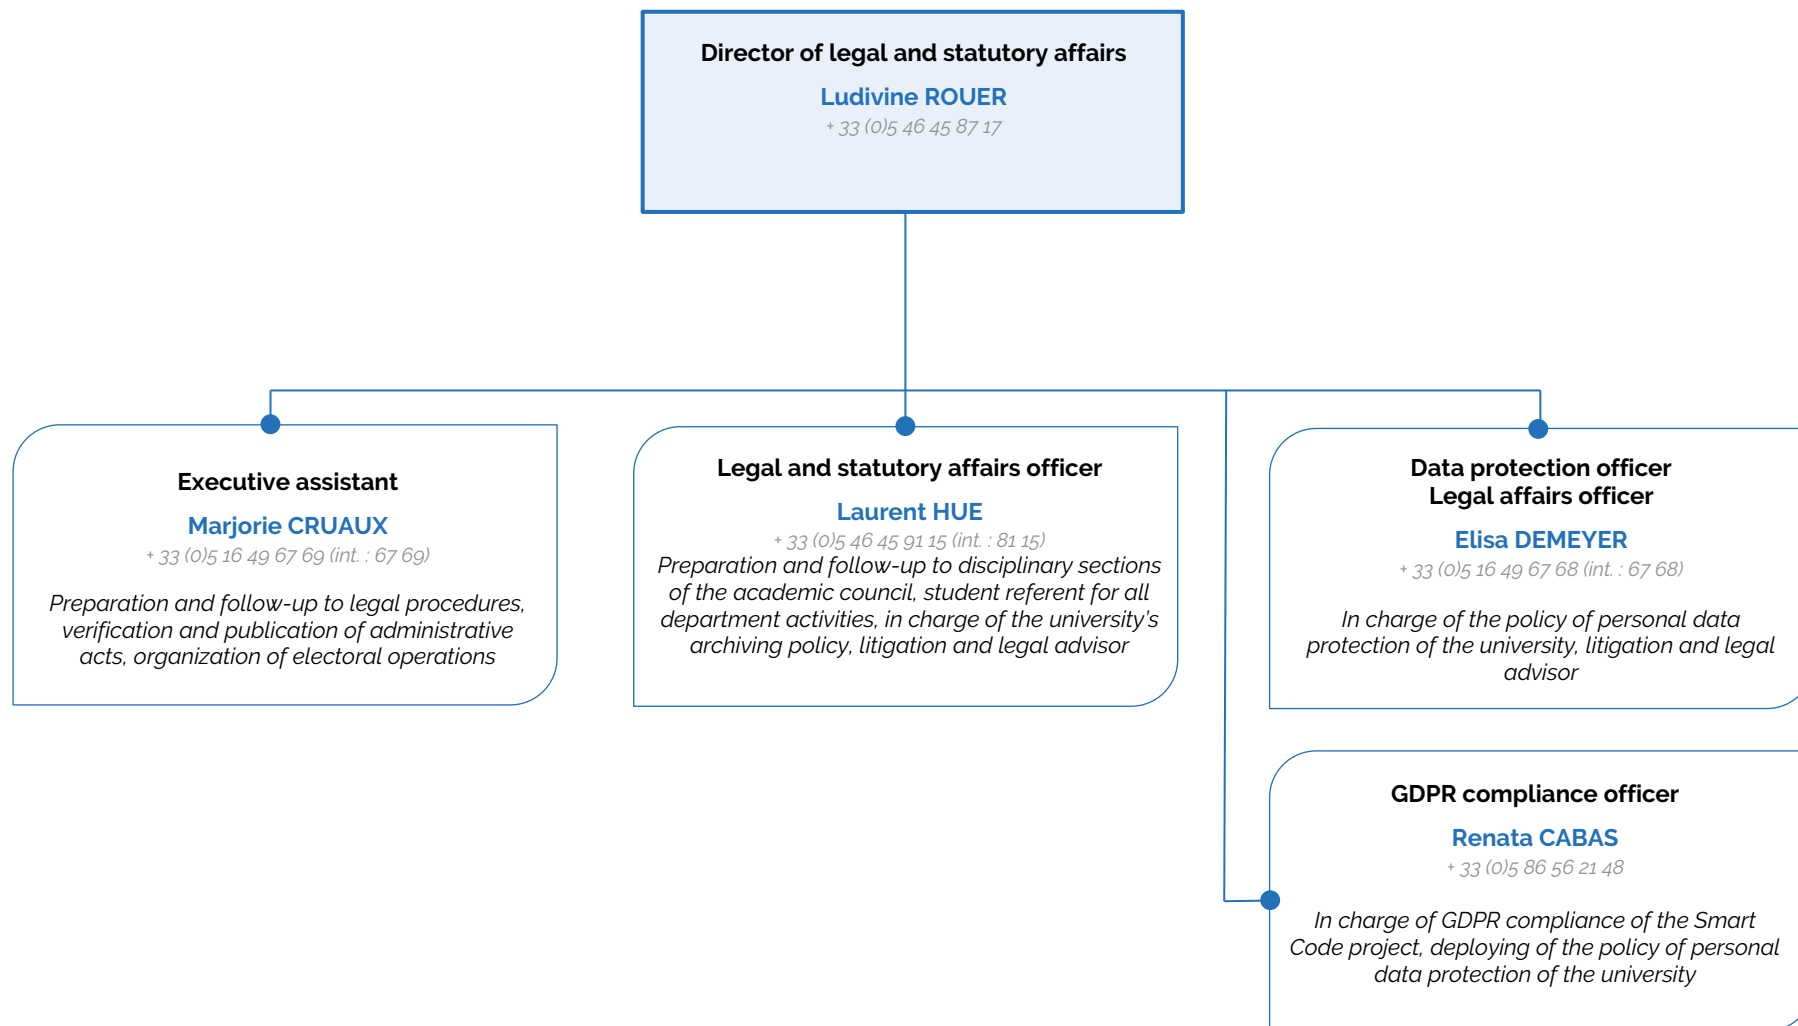 Director of legal and statutory affairs
Ludivine ROUER
+ 33 (0)5 46 45 87 17
Executive assistant
Marjorie CRUAUX
+ 33 (0)5 16 49 67 69 (int. : 67 69)
Preparation and follow-up to legal procedures,
verification and publication of administrative
acts, organization of electoral operations
Legal and statutory affairs officer
Laurent HUE
+ 33 (0)5 46 45 91 15 (int. : 81 15)
Preparation and follow-up to disciplinary sections
of the academic council, student referent for all
department activities, in charge of the university's
archiving policy, litigation and legal advisor
Data protection officer
Legal affairs officer
Elisa DEMEYER
+ 33 (0)5 16 49 67 68 (int. : 67 68)
In charge of the policy of personal data
protection of the university, litigation and legal
advisor
GDPR compliance officer
Renata CABAS
+ 33 (0)5 86 56 21 48
In charge of GDPR compliance of the Smart
Code project, deploying of the policy of personal
data protection of the university